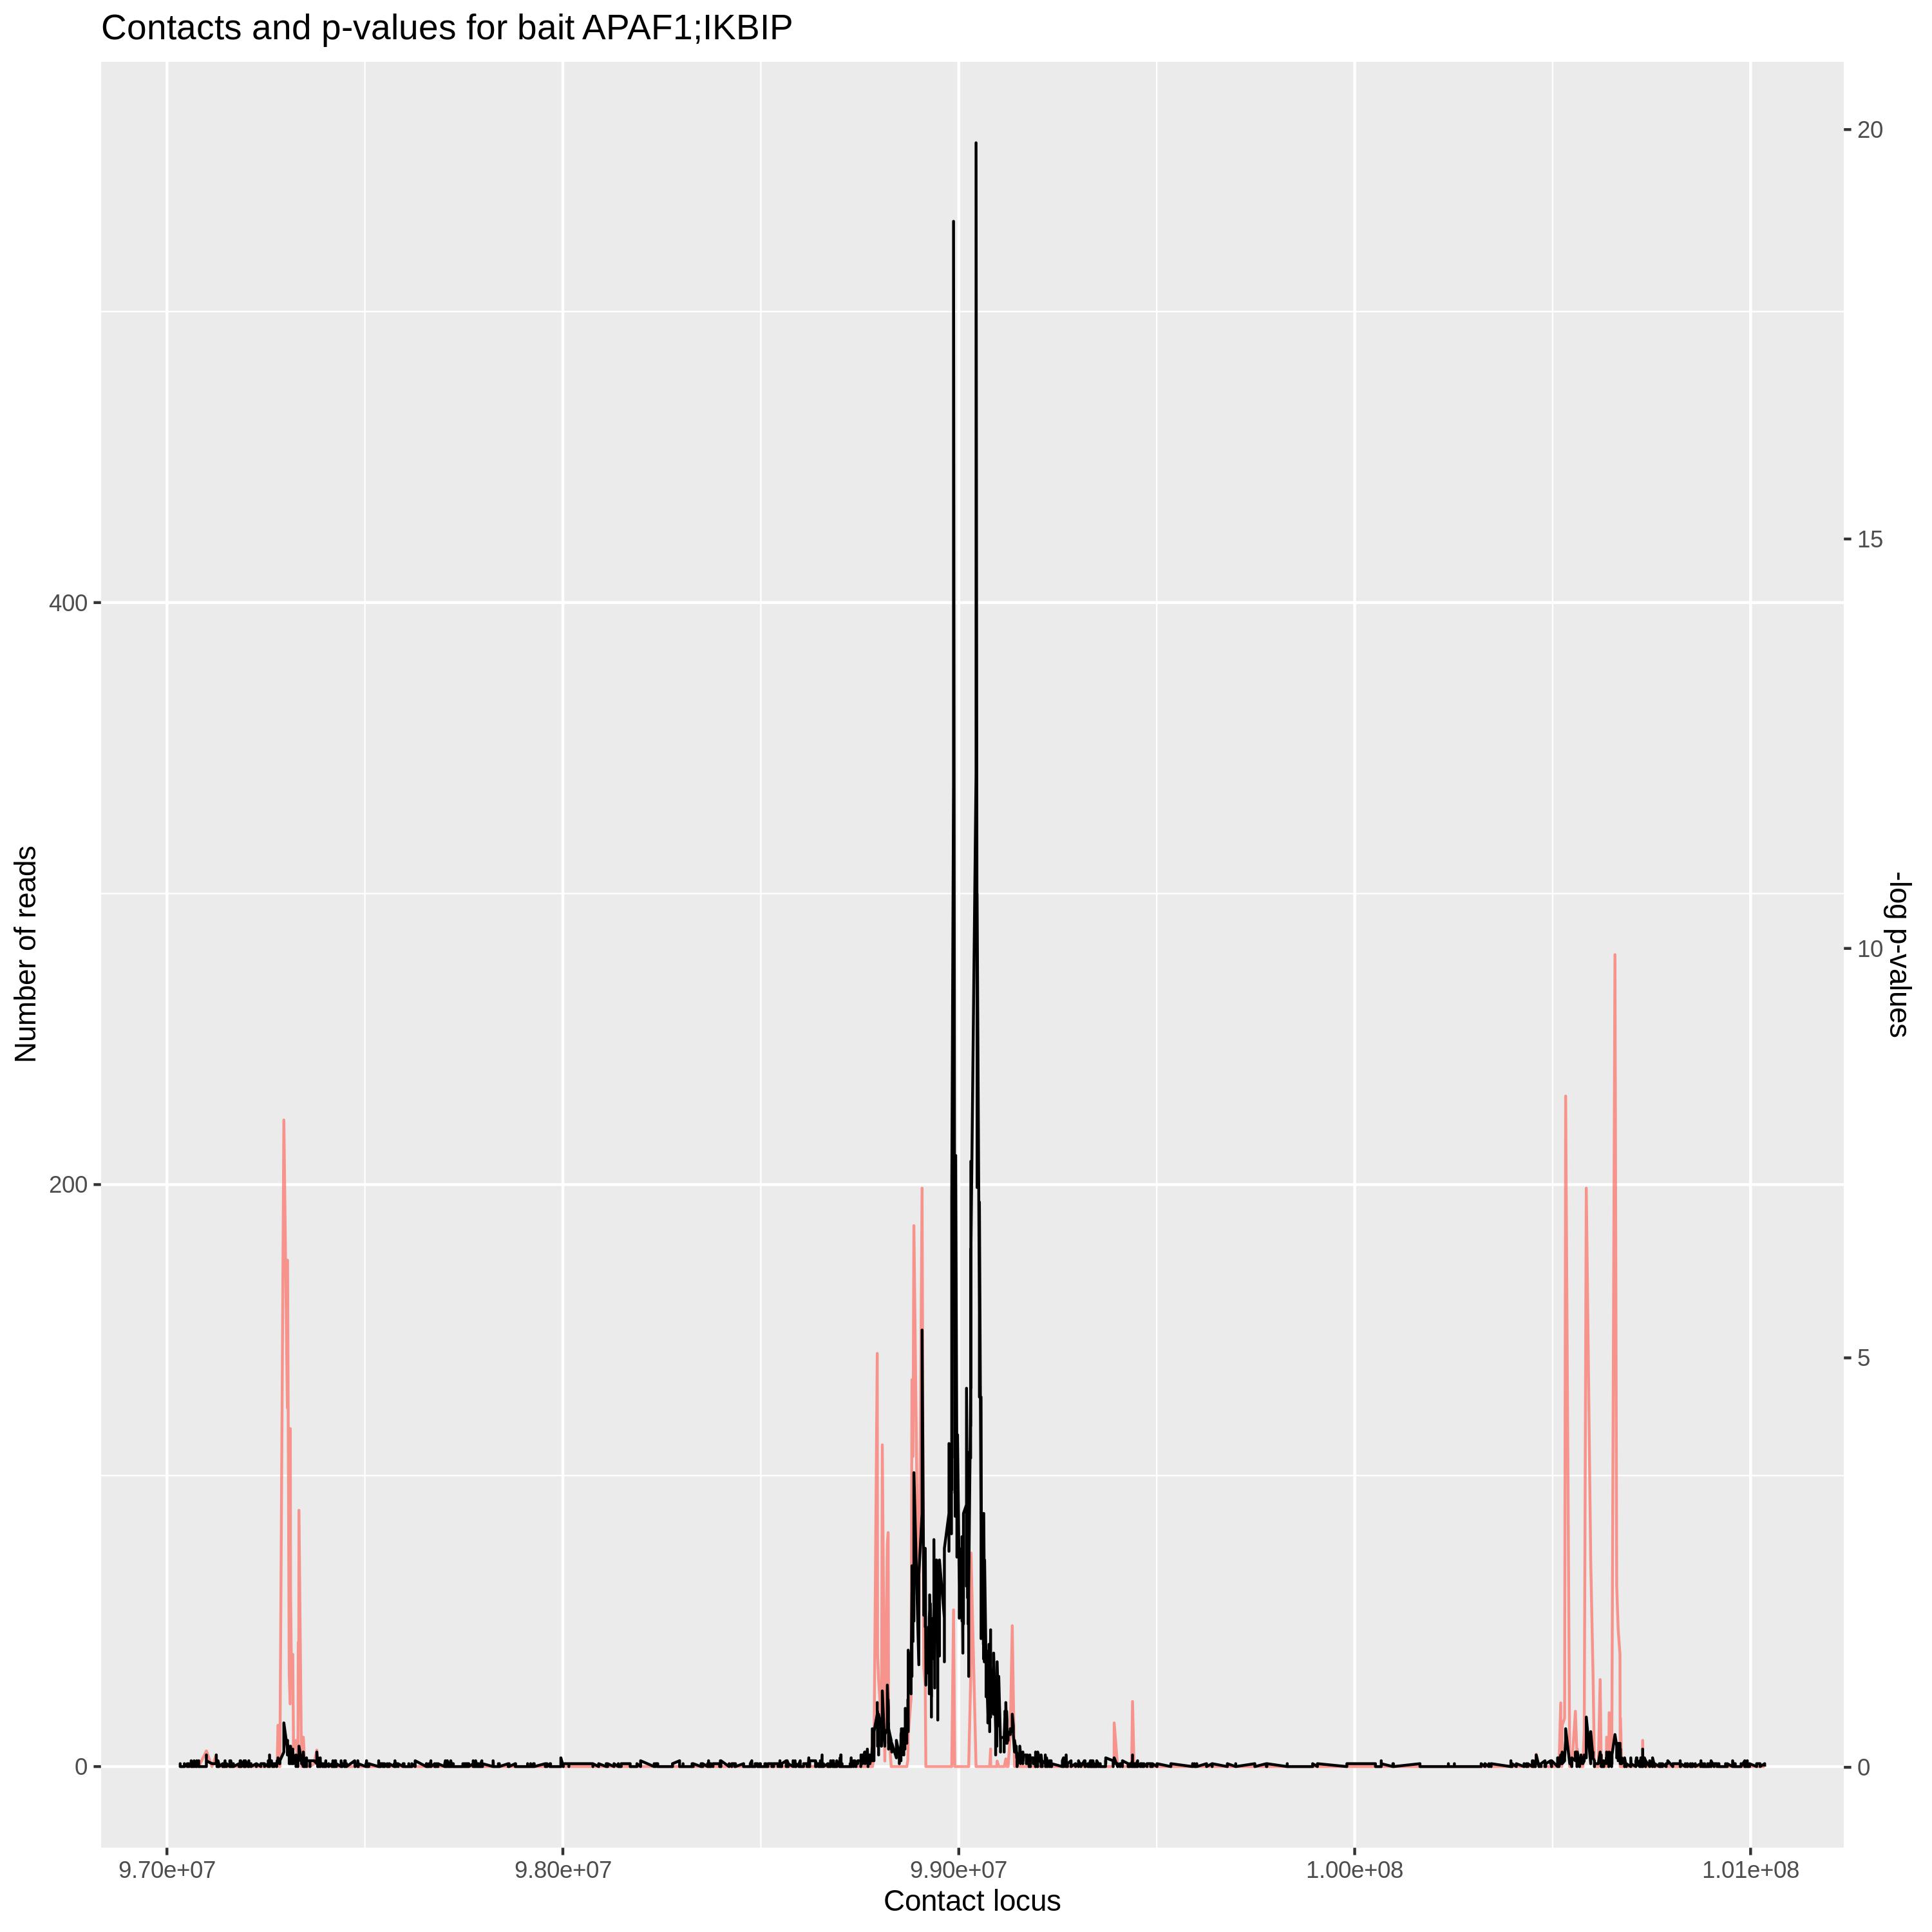 Contacts and p-values for bait APAF1;IKBIP
Number of reads
400
200
0
20
15
10
5
0
-log p-values
9.70e+07 9.80e+07 9.90e+07 1.00e+08 1.01e+08
Contact locus